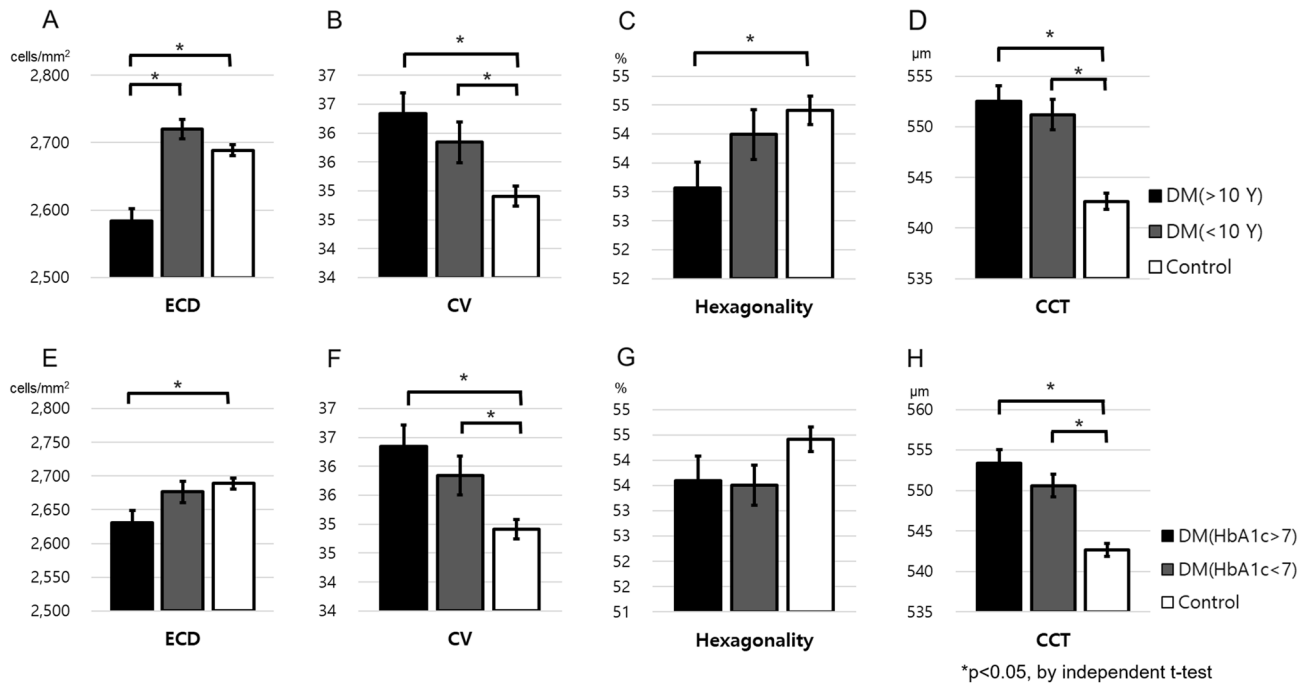 A
cells/mm²
2,800
2,700
2,600
2,500
*
*
ECD
B
37
37
36
36
35
35
34
34
*
*
CV
C
%
55
55
54
54
53
53
52
52
*
Hexagonality
D
µm
555
550
545
540
535
*
*
CCT
DM(>10 Y)
DM(<10 Y)
Control
E
cells/mm²
2,800
2,750
2,700
2,650
2,600
2,550
2,500
*
ECD
F
37
37
36
36
35
35
34
34
*
*
CV
G
%
55
55
54
54
53
53
52
52
51
Hexagonality
H
µm
560
555
550
545
540
535
*
*
CCT
DM(HbA1c>7)
DM(HbA1c<7)
Control
*p<0.05, by independent t-test